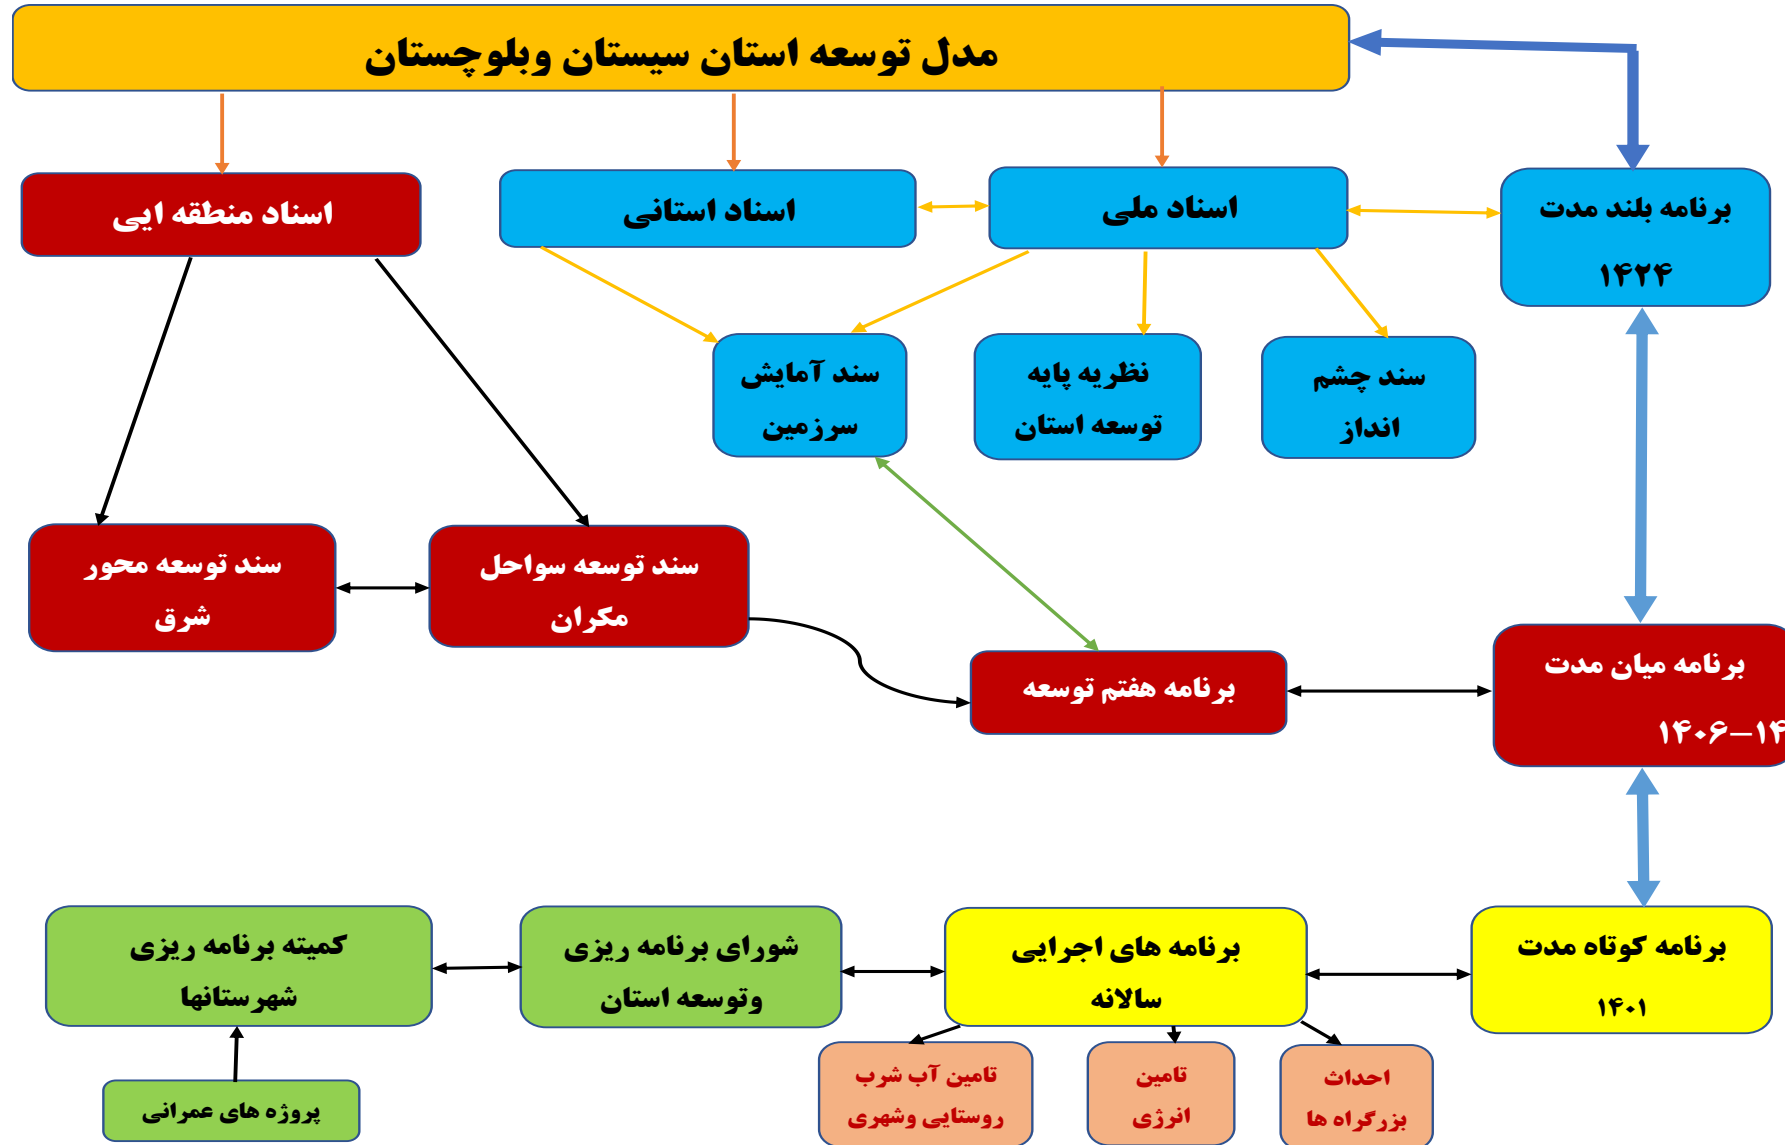 مدل توسعه استان سیستان وبلوچستان
برنامه بلند مدت
۱۴۲۴
اسناد ملی
اسناد استانی
اسناد منطقه ایی
سند چشم
انداز
نظریه پایه
توسعه استان
سند آمایش
سرزمین
سند توسعه سواحل
مکران
سند توسعه محور
شرق
برنامه میان مدت
۱۴۰۶–۱۴
برنامه هفتم توسعه
برنامه کوتاه مدت
۱۴۰۱
برنامه های اجرایی
سالانه
شورای برنامه ریزی
وتوسعه استان
کمیته برنامه ریزی
شهرستانها
احداث
بزرگراه ها
تامین
انرژی
تامین آب شرب
روستایی وشهری
پروژه های عمرانی